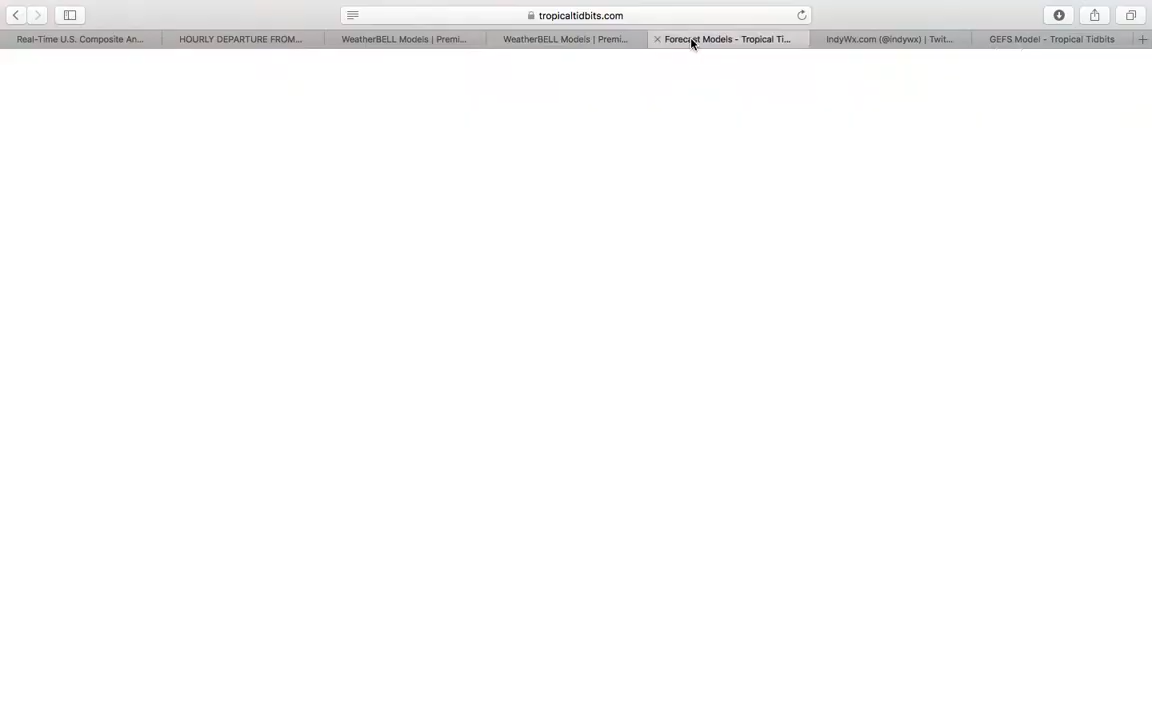 tropicaltidbits.com
Real-Time U.S. Composite An...
HOURLY DEPARTURE FROM...
WeatherBELL Models | Premi...
WeatherBELL Models | Premi...
Forecast Models - Tropical Ti...
IndyWx.com (@indywx) | Twit...
GEFS Model - Tropical Tidbits